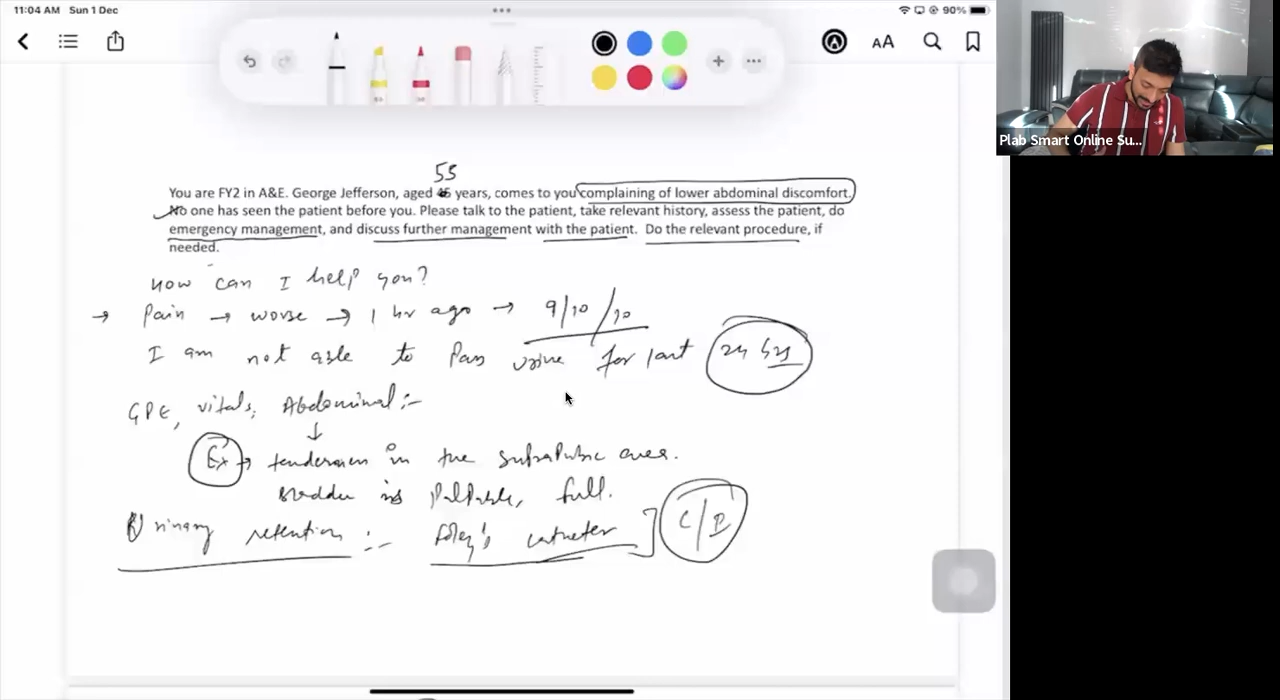 11:04 AM Sun 1 Dec
90%
AA
Plab Smart Online Su...
55
You are FY2 in A&E. George Jefferson, aged years, comes to you complaining of lower abdominal discomfort.
No one has seen the patient before you. Please talk to the patient, take relevant history, assess the patient, do
emergency management, and discuss further management with the patient. Do the relevant procedure, if
needed.
How can I help you?
→ Pain → worse → 1 hr ago → 9/10 /10
I am not able to Pass urine for last 24 hrs
GPE, vitals, Abdominal :-
↓
Ex → tenderness in the suprapubic area.
Bladder is Palpable, full.
Urinary retention :- foley's catheter ] C/I